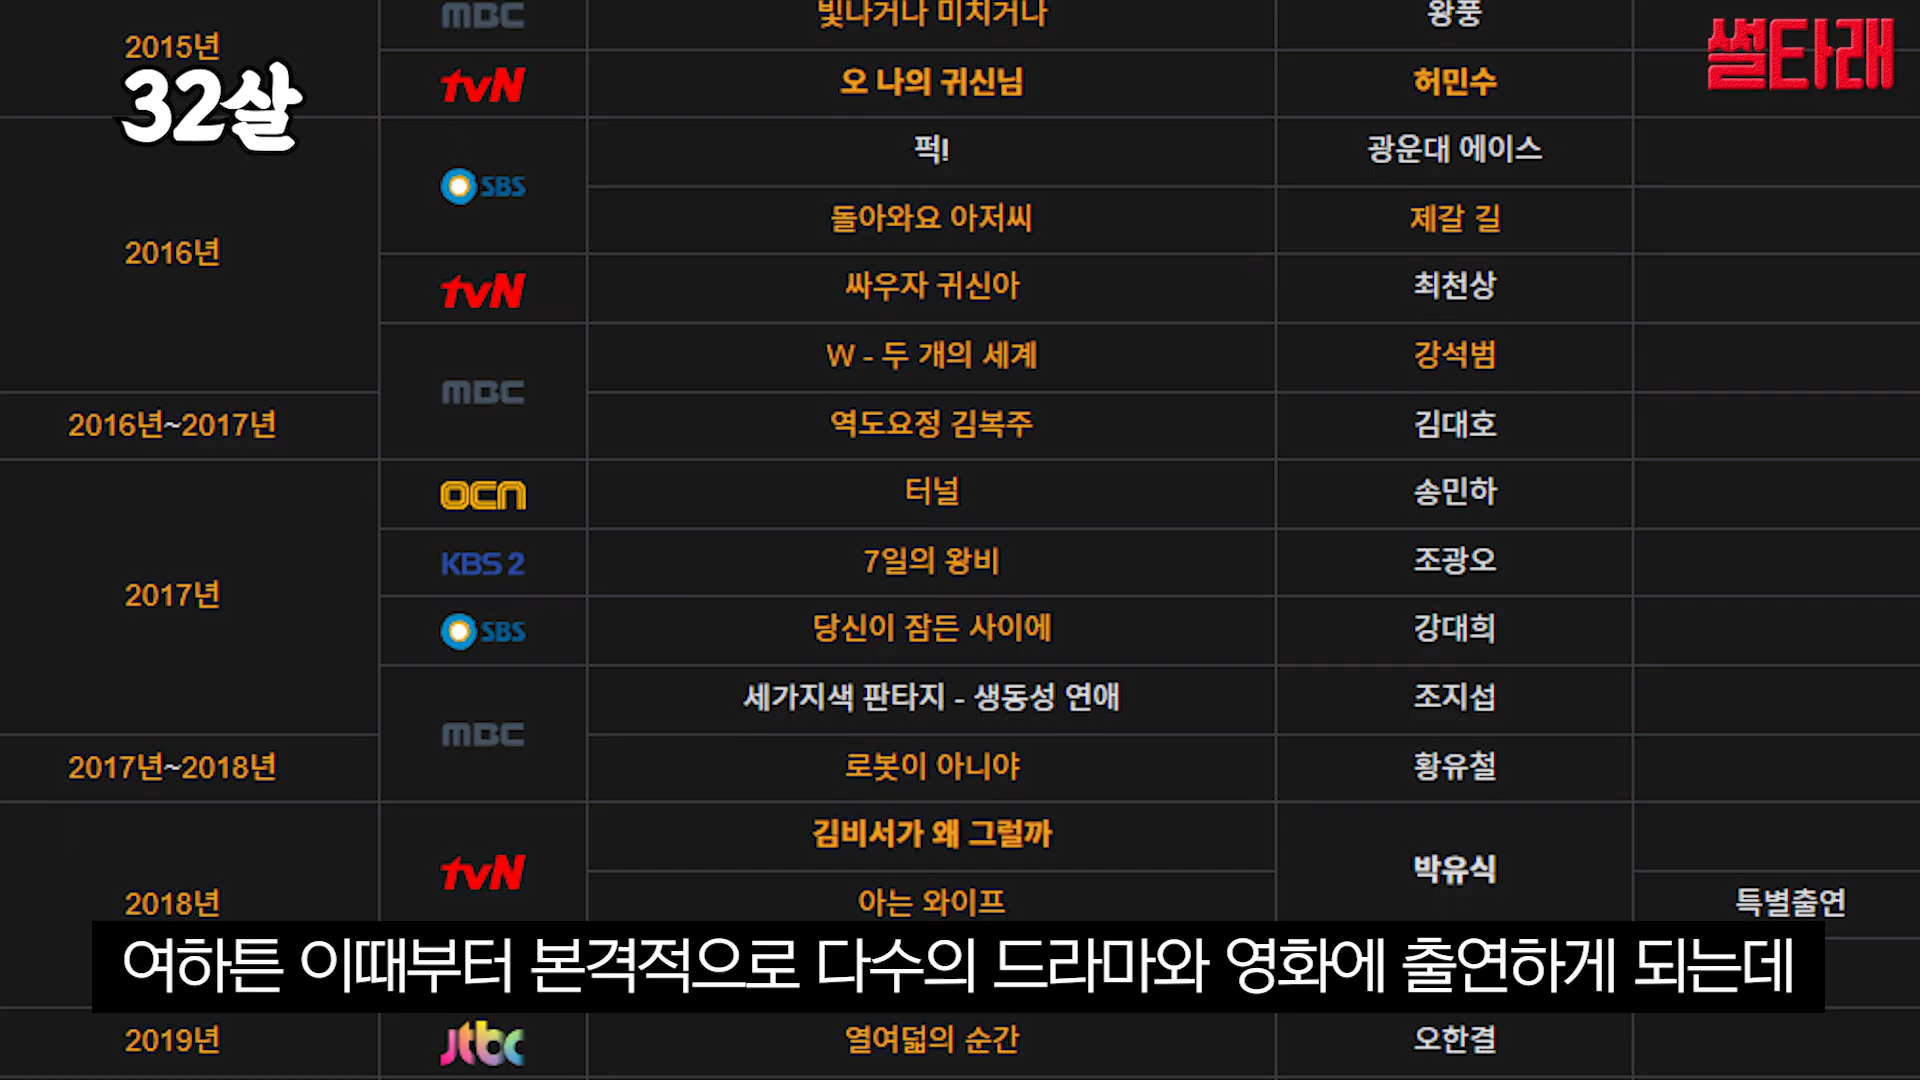 MBC 빛나거나 미치거나 왕풍
2015년
썰타래
32살
tvN 오 나의 귀신님 허민수
퍽! 광운대 에이스
SBS
돌아와요 아저씨 제갈 길
2016년
tvN 싸우자 귀신아 최천상
W - 두 개의 세계 강석범
MBC
2016년~2017년 역도요정 김복주 김대호
OCN 터널 송민하
KBS 2 7일의 왕비 조광오
2017년
SBS 당신이 잠든 사이에 강대희
세가지색 판타지 - 생동성 연애 조지섭
MBC
2017년~2018년 로봇이 아니야 황유철
김비서가 왜 그럴까
tvN 박유식
2018년 아는 와이프 특별출연
여하튼 이때부터 본격적으로 다수의 드라마와 영화에 출연하게 되는데
2019년 jtbc 열여덟의 순간 오한결